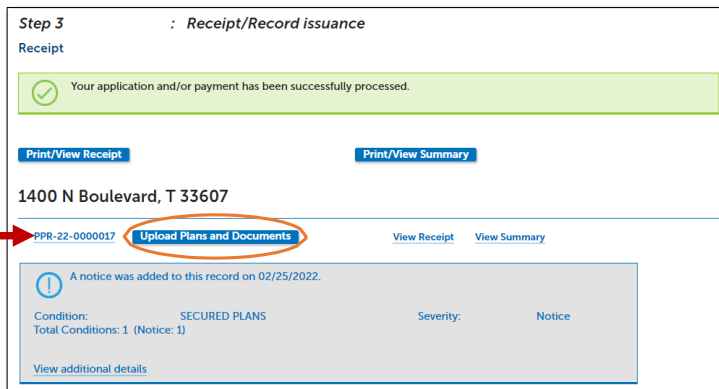 Step 3 : Receipt/Record issuance
Receipt
Your application and/or payment has been successfully processed.
Print/View Receipt Print/View Summary
1400 N Boulevard, T 33607
PPR-22-0000017 Upload Plans and Documents View Receipt View Summary
A notice was added to this record on 02/25/2022.
Condition: SECURED PLANS Severity: Notice
Total Conditions: 1 (Notice: 1)
View additional details